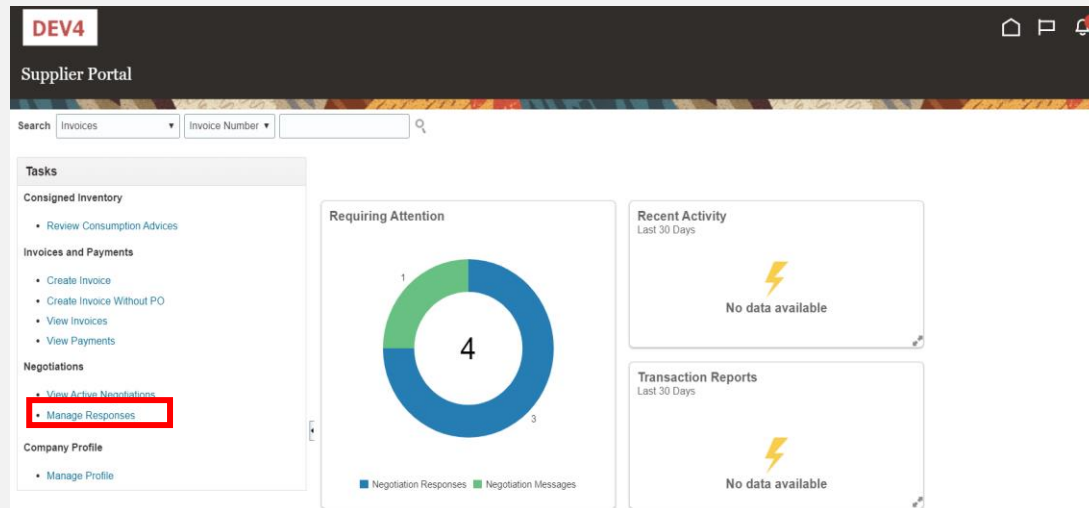 DEV4
Supplier Portal
Search Invoices Invoice Number
Tasks
Consigned Inventory
• Review Consumption Advices
Invoices and Payments
• Create Invoice
• Create Invoice Without PO
• View Invoices
• View Payments
Negotiations
• View Active Negotiations
• Manage Responses
Company Profile
• Manage Profile
Requiring Attention
1
4
3
Negotiation Responses Negotiation Messages
Recent Activity
Last 30 Days
No data available
Transaction Reports
Last 30 Days
No data available